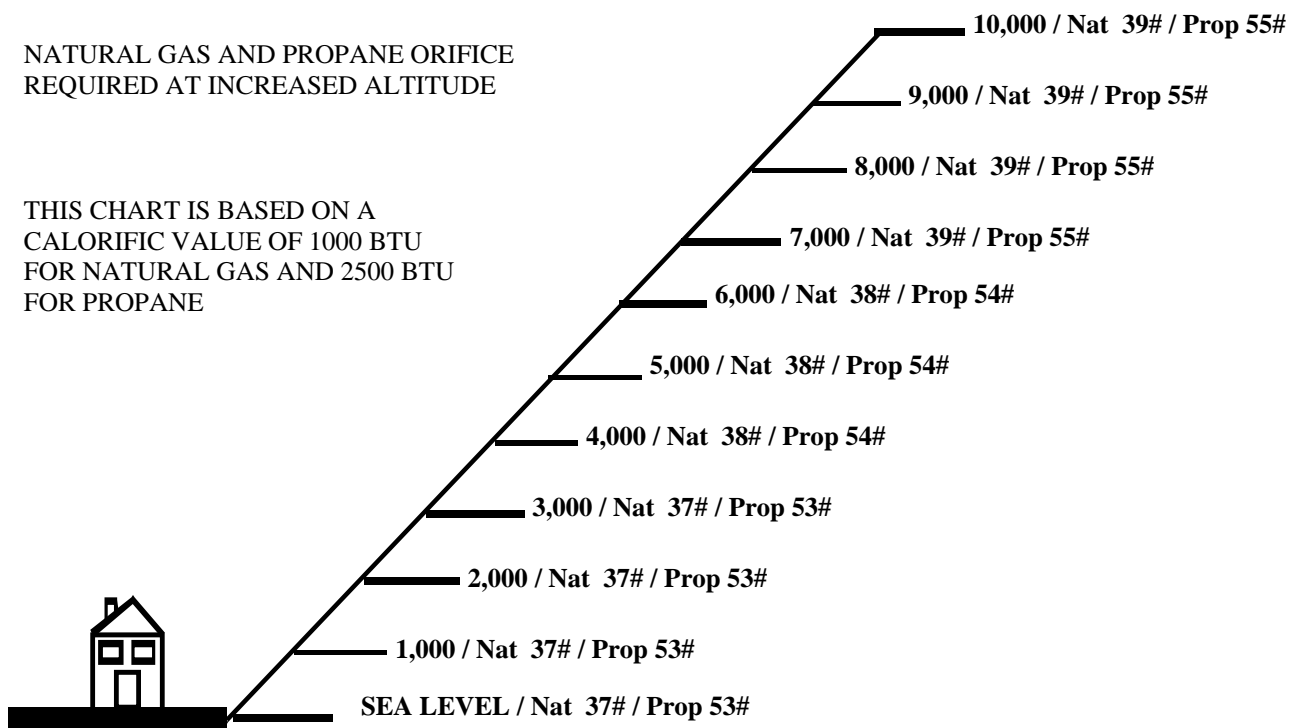 NATURAL GAS AND PROPANE ORIFICE
REQUIRED AT INCREASED ALTITUDE
THIS CHART IS BASED ON A
CALORIFIC VALUE OF 1000 BTU
FOR NATURAL GAS AND 2500 BTU
FOR PROPANE
10,000 / Nat 39# / Prop 55#
9,000 / Nat 39# / Prop 55#
8,000 / Nat 39# / Prop 55#
7,000 / Nat 39# / Prop 55#
6,000 / Nat 38# / Prop 54#
5,000 / Nat 38# / Prop 54#
4,000 / Nat 38# / Prop 54#
3,000 / Nat 37# / Prop 53#
2,000 / Nat 37# / Prop 53#
1,000 / Nat 37# / Prop 53#
SEA LEVEL / Nat 37# / Prop 53#